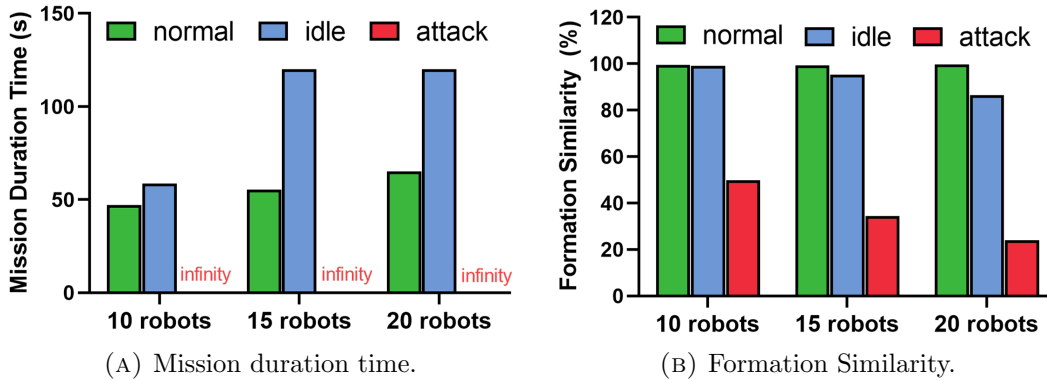 Mission Duration Time (s)
150
100
50
0
normal idle attack
infinity infinity infinity
10 robots 15 robots 20 robots
(A) Mission duration time.
Formation Similarity (%)
120
100
80
60
40
20
0
normal idle attack
10 robots 15 robots 20 robots
(B) Formation Similarity.